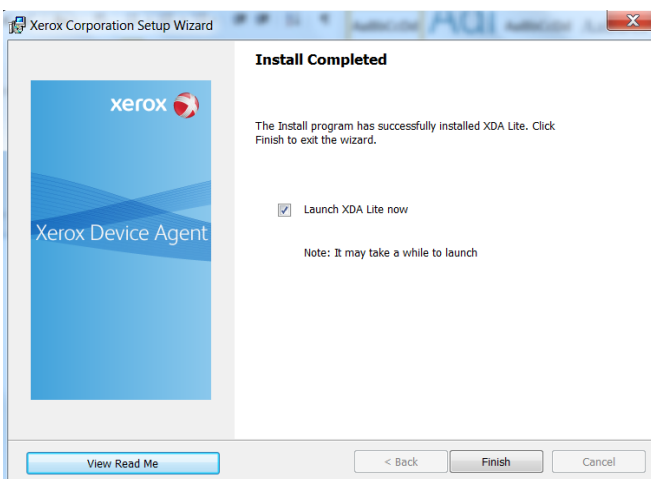 Xerox Corporation Setup Wizard
Install Completed
xerox
The Install program has successfully installed XDA Lite. Click
Finish to exit the wizard.
Launch XDA Lite now
Xerox Device Agent
Note: It may take a while to launch
View Read Me
< Back
Finish
Cancel